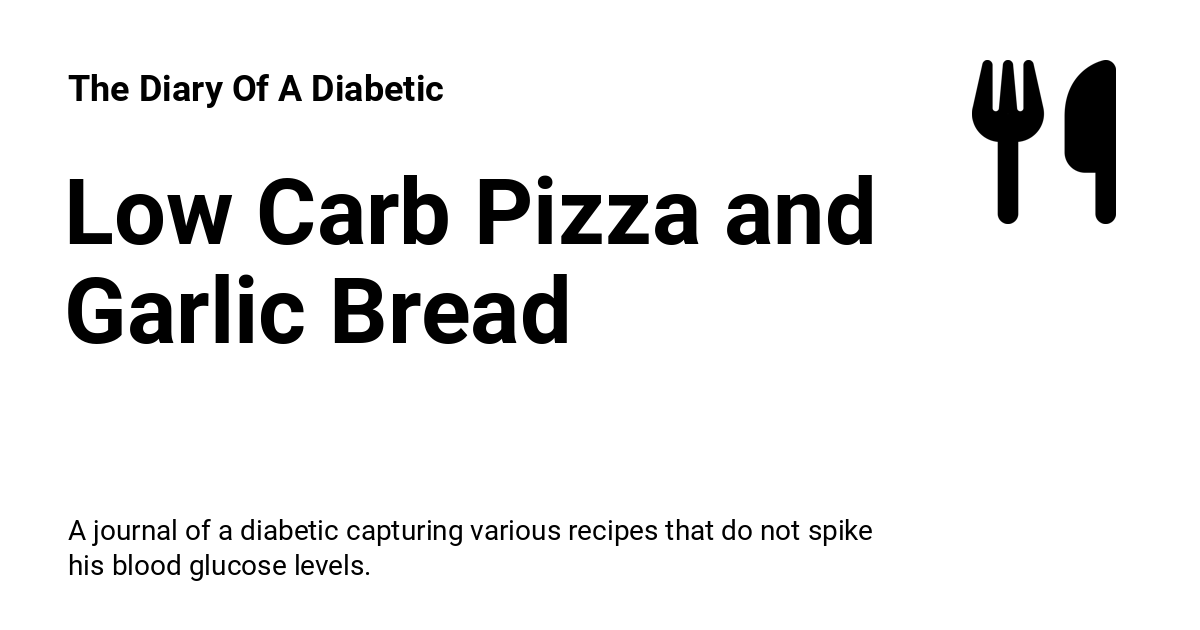 The Diary Of A Diabetic
Low Carb Pizza and
Garlic Bread
A journal of a diabetic capturing various recipes that do not spike
his blood glucose levels.